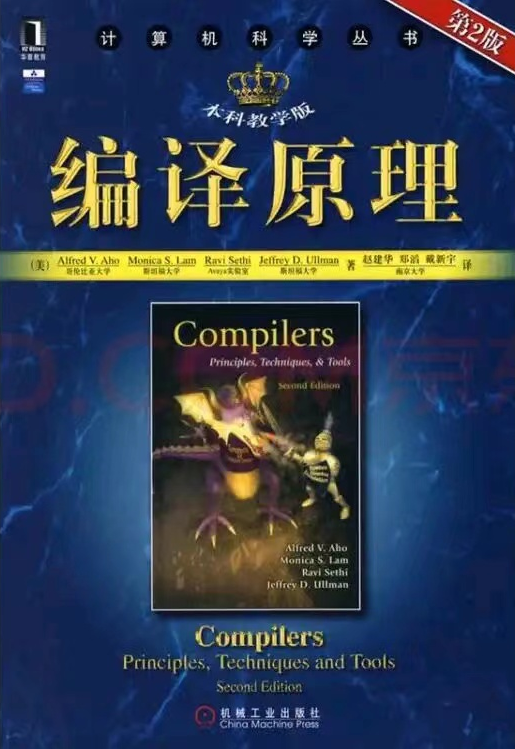 计算机科学丛书
第2版
华章教育
本科教学版
编译原理
(美) Alfred V. Aho Monica S. Lam Ravi Sethi Jeffrey D. Ullman 著 赵建华 郑滔 戴新宇 译
哥伦比亚大学 斯坦福大学 Avaya实验室 斯坦福大学 南京大学
Compilers
Principles, Techniques, & Tools
Second Edition
Alfred V. Aho
Monica S. Lam
Ravi Sethi
Jeffrey D. Ullman
Compilers
Principles, Techniques and Tools
Second Edition
机械工业出版社
China Machine Press